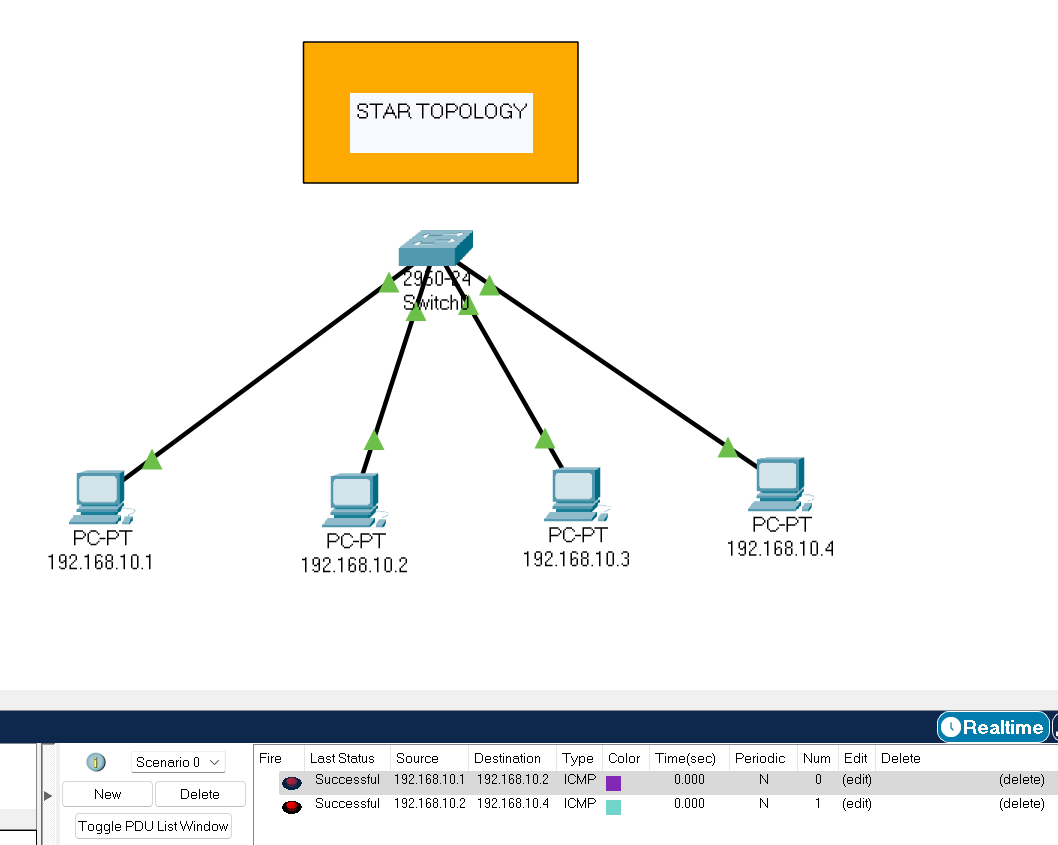 STAR TOPOLOGY
2950-24
Switch0
PC-PT
192.168.10.1
PC-PT
192.168.10.2
PC-PT
192.168.10.3
PC-PT
192.168.10.4
Realtime
Scenario 0
New Delete
Toggle PDU List Window
Fire Last Status Source Destination Type Color Time(sec) Periodic Num Edit Delete
Successful 192.168.10.1 192.168.10.2 ICMP 0.000 N 0 (edit) (delete)
Successful 192.168.10.2 192.168.10.4 ICMP 0.000 N 1 (edit) (delete)